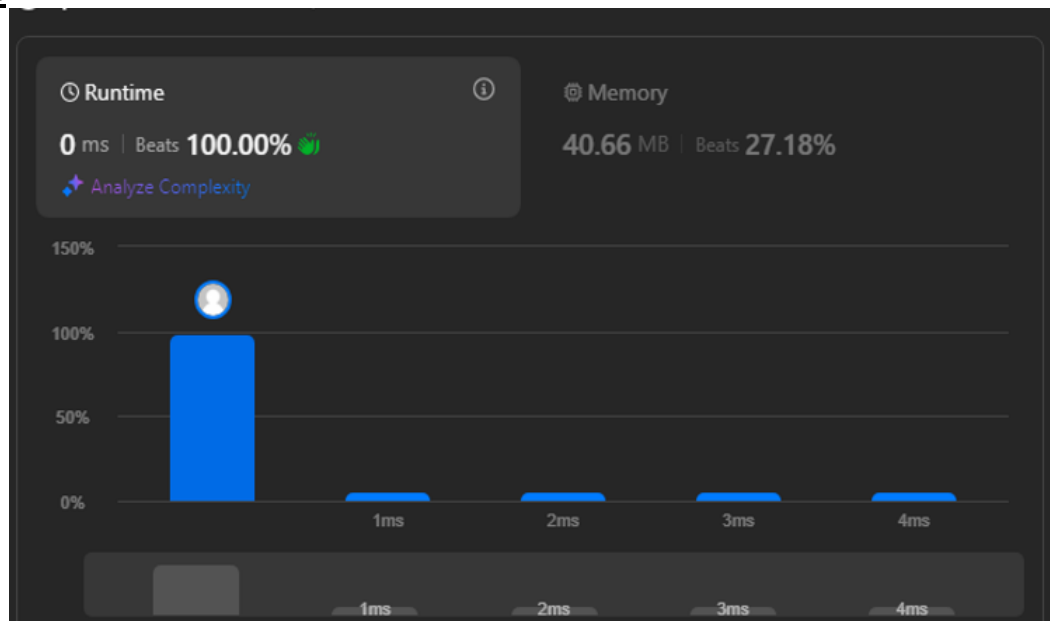 Runtime
0 ms | Beats 100.00%
Analyze Complexity
Memory
40.66 MB | Beats 27.18%
150%
100%
50%
0%
1ms 2ms 3ms 4ms
1ms 2ms 3ms 4ms